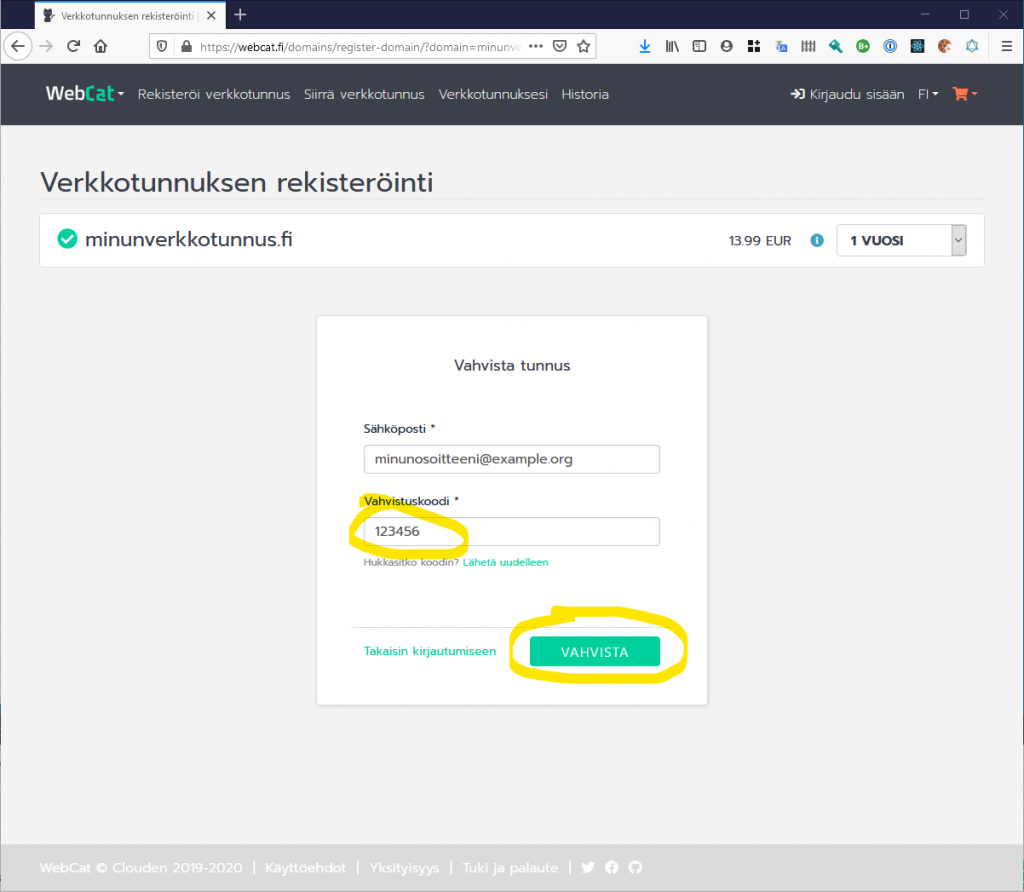 Verkkotunnuksen rekisteröinti |
https://webcat.fi/domains/register-domain/?domain=minunve
WebCat Rekisteröi verkkotunnus Siirrä verkkotunnus Verkkotunnuksesi Historia Kirjaudu sisään FI
Verkkotunnuksen rekisteröinti
minunverkkotunnus.fi 13.99 EUR 1 VUOSI
Vahvista tunnus
Sähköposti *
minunosoitteeni@example.org
Vahvistuskoodi *
123456
Hukkasitko koodin? Lähetä uudelleen
Takaisin kirjautumiseen VAHVISTA
WebCat © Clouden 2019-2020 | Käyttöehdot | Yksityisyys | Tuki ja palaute |